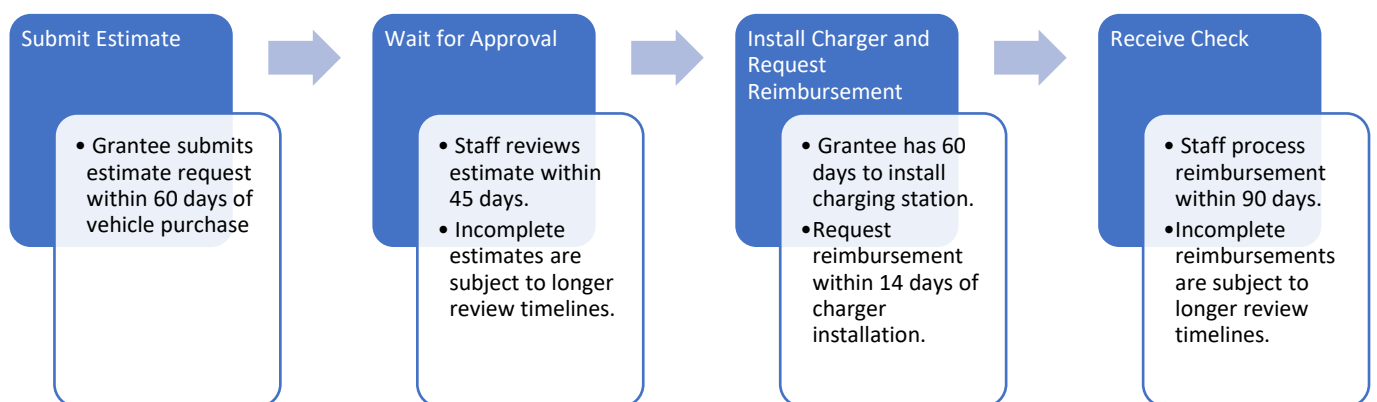 Submit Estimate
• Grantee submits
estimate request
within 60 days of
vehicle purchase
Wait for Approval
• Staff reviews
estimate within
45 days.
• Incomplete
estimates are
subject to longer
review timelines.
Install Charger and
Request
Reimbursement
• Grantee has 60
days to install
charging station.
•Request
reimbursement
within 14 days of
charger
installation.
Receive Check
• Staff process
reimbursement
within 90 days.
•Incomplete
reimbursements
are subject to
longer review
timelines.